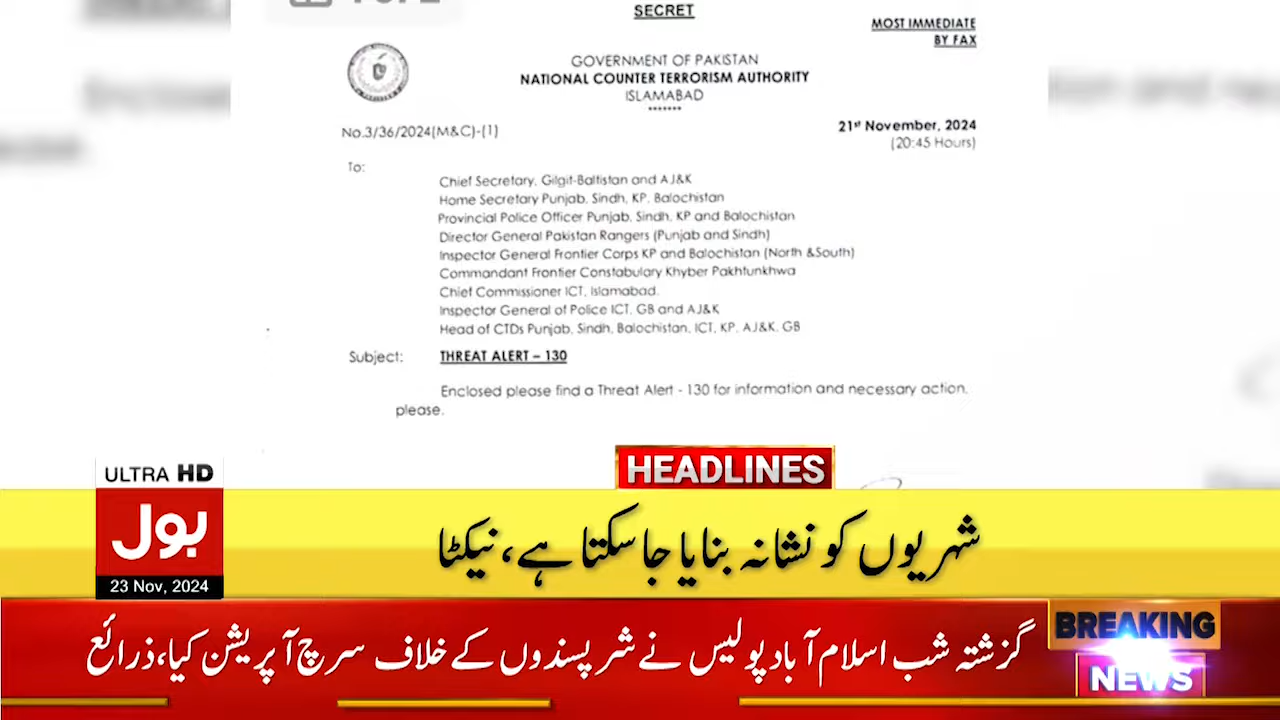 SECRET
MOST IMMEDIATE
BY FAX
GOVERNMENT OF PAKISTAN
NATIONAL COUNTER TERRORISM AUTHORITY
ISLAMABAD
*******
No.3/36/2024(M&C)-(1)
21st November, 2024
(20:45 Hours)
To:
Chief Secretary, Gilgit-Baltistan and AJ&K
Home Secretary Punjab, Sindh, KP, Balochistan
Provincial Police Officer Punjab, Sindh, KP and Balochistan
Director General Pakistan Rangers (Punjab and Sindh)
Inspector General Frontier Corps KP and Balochistan (North &South)
Commandant Frontier Constabulary Khyber Pakhtunkhwa
Chief Commissioner ICT, Islamabad.
Inspector General of Police ICT, GB and AJ&K
Head of CTDs Punjab, Sindh, Balochistan, ICT, KP, AJ&K, GB
Subject: THREAT ALERT – 130
Enclosed please find a Threat Alert - 130 for information and necessary action,
please.
HEADLINES
ULTRA HD
بول
23 Nov, 2024
شہریوں کو نشانہ بنایا جاسکتا ہے، نیکٹا
گزشتہ شب اسلام آباد پولیس نے شرپسندوں کے خلاف سرچ آپریشن کیا، ذرائع
BREAKING
NEWS